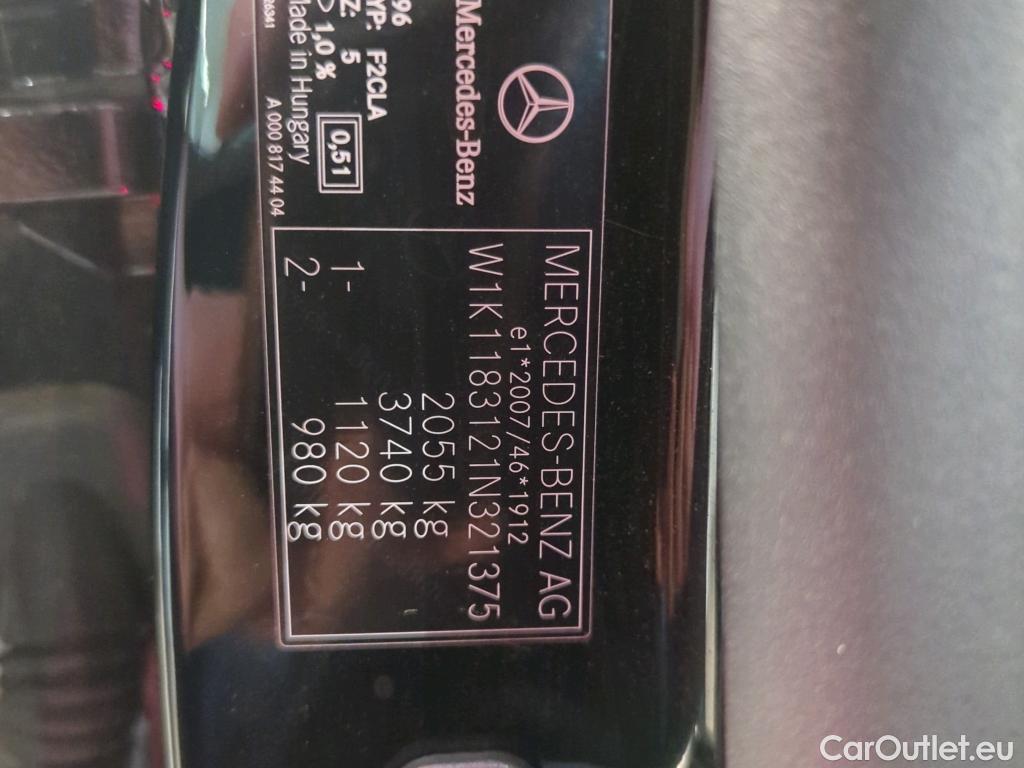 Mercedes-Benz
96
YP: F2CLA
Z: 5
1,0 %
0,51
Made in Hungary
A 000 817 44 04
MERCEDES-BENZ AG
e1*2007/46*1912
W1K1183121N321375
2055 kg
3740 kg
1- 1120 kg
2- 980 kg
CarOutlet.eu